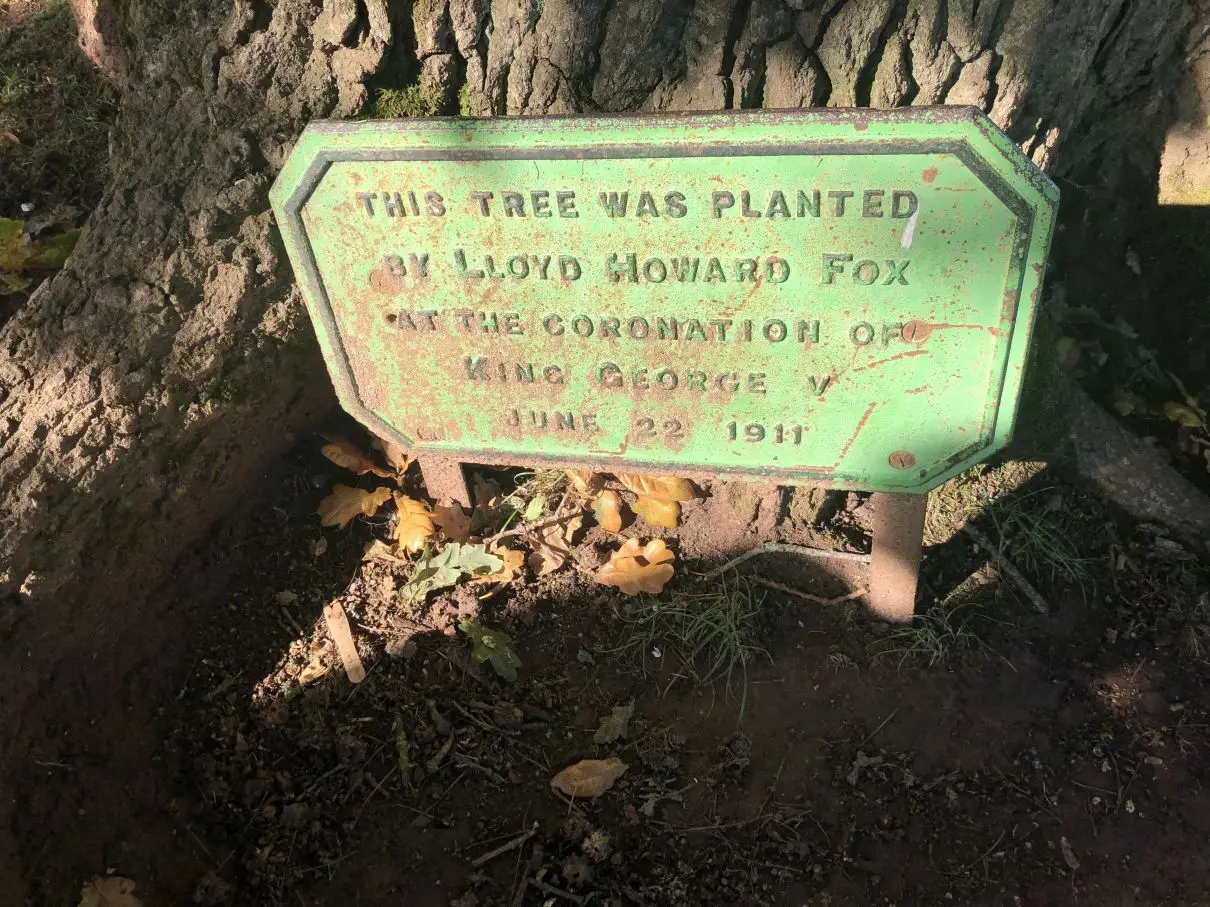 THIS TREE WAS PLANTED
BY LLOYD HOWARD FOX
AT THE CORONATION OF
KING GEORGE V
JUNE 22 1911